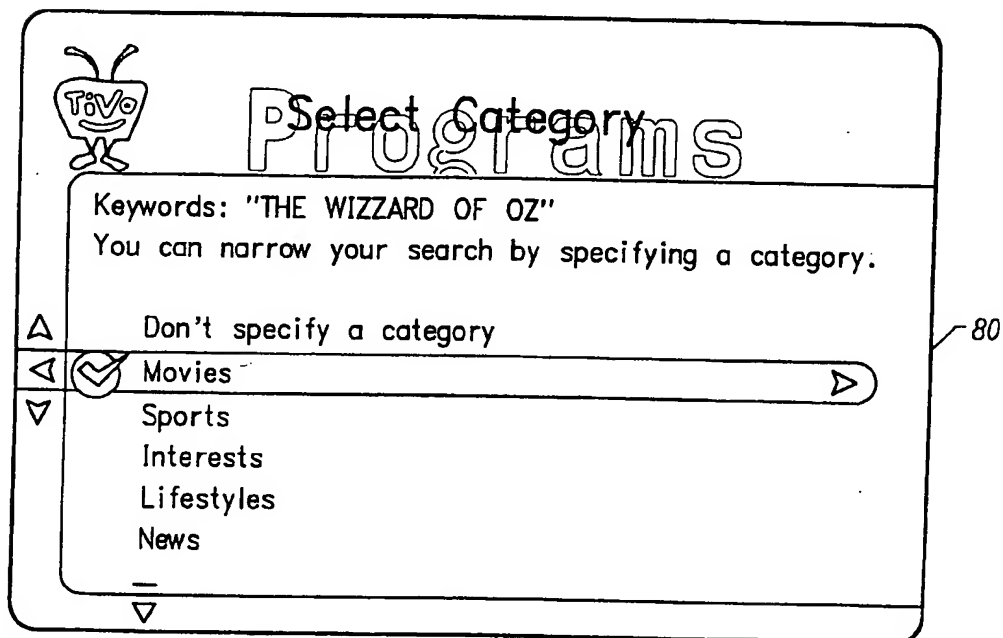 TiVo
Select Category
Programs
Keywords: "THE WIZZARD OF OZ"
You can narrow your search by specifying a category.
Don't specify a category
Movies
Sports
Interests
Lifestyles
News
80